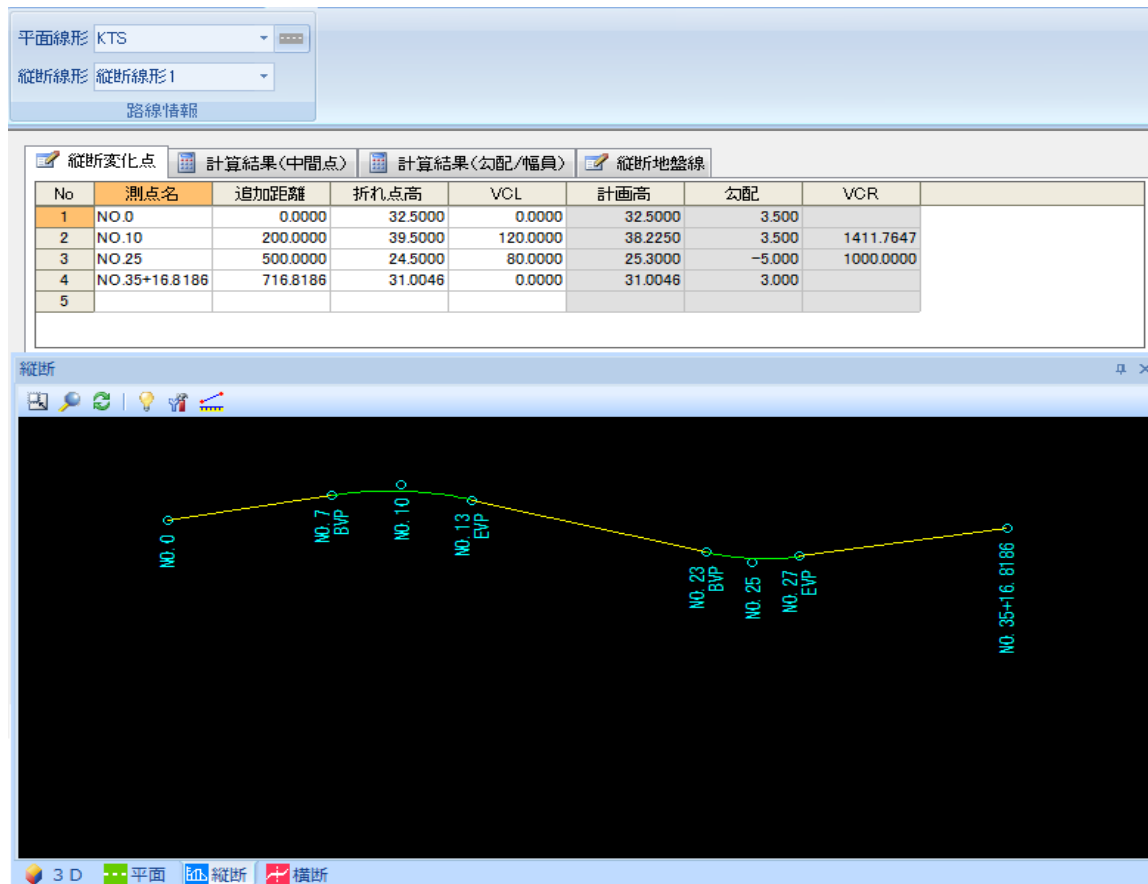 平面線形 KTS
縦断線形 縦断線形1
路線情報
縦断変化点 計算結果(中間点) 計算結果(勾配/幅員) 縦断地盤線
No 測点名 追加距離 折れ点高 VCL 計画高 勾配 VCR
1 NO.0 0.0000 32.5000 0.0000 32.5000 3.500
2 NO.10 200.0000 39.5000 120.0000 38.2250 3.500 1411.7647
3 NO.25 500.0000 24.5000 80.0000 25.3000 -5.000 1000.0000
4 NO.35+16.8186 716.8186 31.0046 0.0000 31.0046 3.000
5
縦断
NO.0
NO.7
BVP
NO.10
NO.13
EVP
NO.23
BVP
NO.25
NO.27
EVP
NO.35+16.8186
3D 平面 縦断 横断